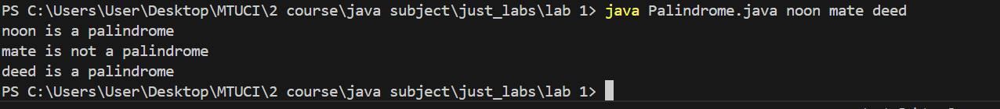 PS C:\Users\User\Desktop\MTUCI\2 course\java subject\just_labs\lab 1> java Palindrome.java noon mate deed
noon is a palindrome
mate is not a palindrome
deed is a palindrome
PS C:\Users\User\Desktop\MTUCI\2 course\java subject\just_labs\lab 1>